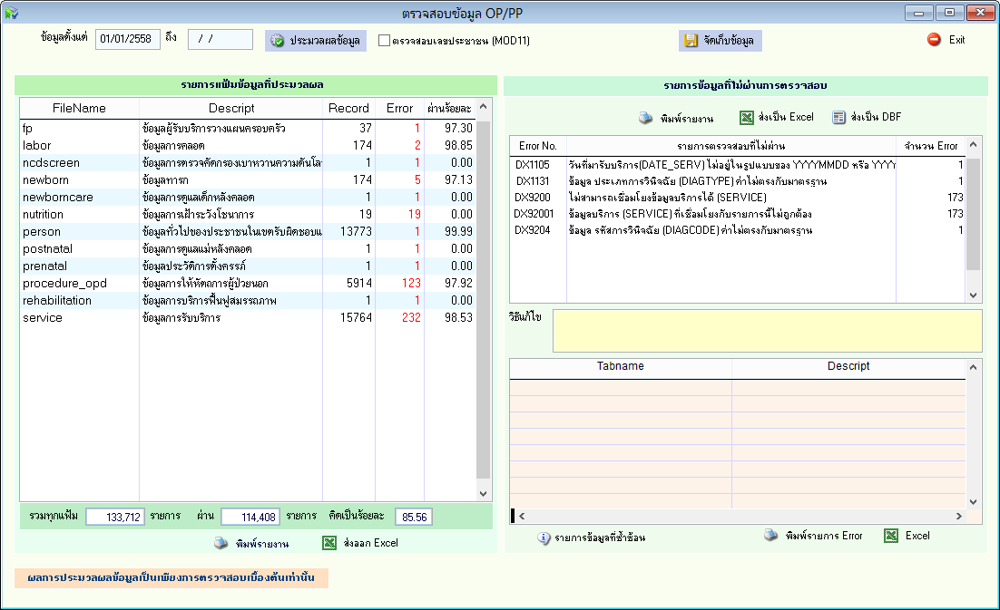 ตรวจสอบข้อมูล OP/PP
ข้อมูลตั้งแต่ 01/01/2558 ถึง / / ประมวลผลข้อมูล ตรวจสอบเลขประชาชน (MOD11) จัดเก็บข้อมูล Exit
รายการแฟ้มข้อมูลที่ประมวลผล
FileName Descript Record Error ผ่านร้อยละ
fp ข้อมูลผู้รับบริการวางแผนครอบครัว 37 1 97.30
labor ข้อมูลการคลอด 174 2 98.85
ncdscreen ข้อมูลการตรวจคัดกรองเบาหวานความดันโล 1 1 0.00
newborn ข้อมูลทารก 174 5 97.13
newborncare ข้อมูลการดูแลเด็กหลังคลอด 1 1 0.00
nutrition ข้อมูลการเฝ้าระวังโชนาการ 19 19 0.00
person ข้อมูลทั่วไปของประชาชนในเขตรับผิดชอบแ 13773 1 99.99
postnatal ข้อมูลการดูแลแม่หลังคลอด 1 1 0.00
prenatal ข้อมูลประวัติการตั้งครรภ์ 1 1 0.00
procedure_opd ข้อมูลการให้หัตถการผู้ป่วยนอก 5914 123 97.92
rehabilitation ข้อมูลการบริการฟื้นฟูสมรรถภาพ 1 1 0.00
service ข้อมูลการรับบริการ 15764 232 98.53
รวมทุกแฟ้ม 133,712 รายการ ผ่าน 114,408 รายการ คิดเป็นร้อยละ 85.56
พิมพ์รายงาน ส่งออก Excel
ผลการประมวลผลข้อมูลเป็นเพียงการตรวจสอบเบื้องต้นเท่านั้น
รายการข้อมูลที่ไม่ผ่านการตรวจสอบ
พิมพ์รายงาน ส่งเป็น Excel ส่งเป็น DBF
Error No. รายการตรวจสอบที่ไม่ผ่าน จำนวน Error
DX1105 วันที่มารับบริการ(DATE_SERV) ไม่อยู่ในรูปแบบของ YYYYMMDD หรือ YYYY 1
DX1131 ข้อมูล ประเภทการวินิจฉัย (DIAGTYPE) ค่าไม่ตรงกับมาตรฐาน 1
DX9200 ไม่สามารถเชื่อมโยงข้อมูลบริการได้ (SERVICE) 173
DX92001 ข้อมูลบริการ (SERVICE) ที่เชื่อมโยงกับรายการนี้ไม่ถูกต้อง 173
DX9204 ข้อมูล รหัสการวินิจฉัย (DIAGCODE) ค่าไม่ตรงกับมาตรฐาน 1
วิธีแก้ไข
Tabname Descript
รายการข้อมูลที่ซ้ำซ้อน พิมพ์รายการ Error Excel